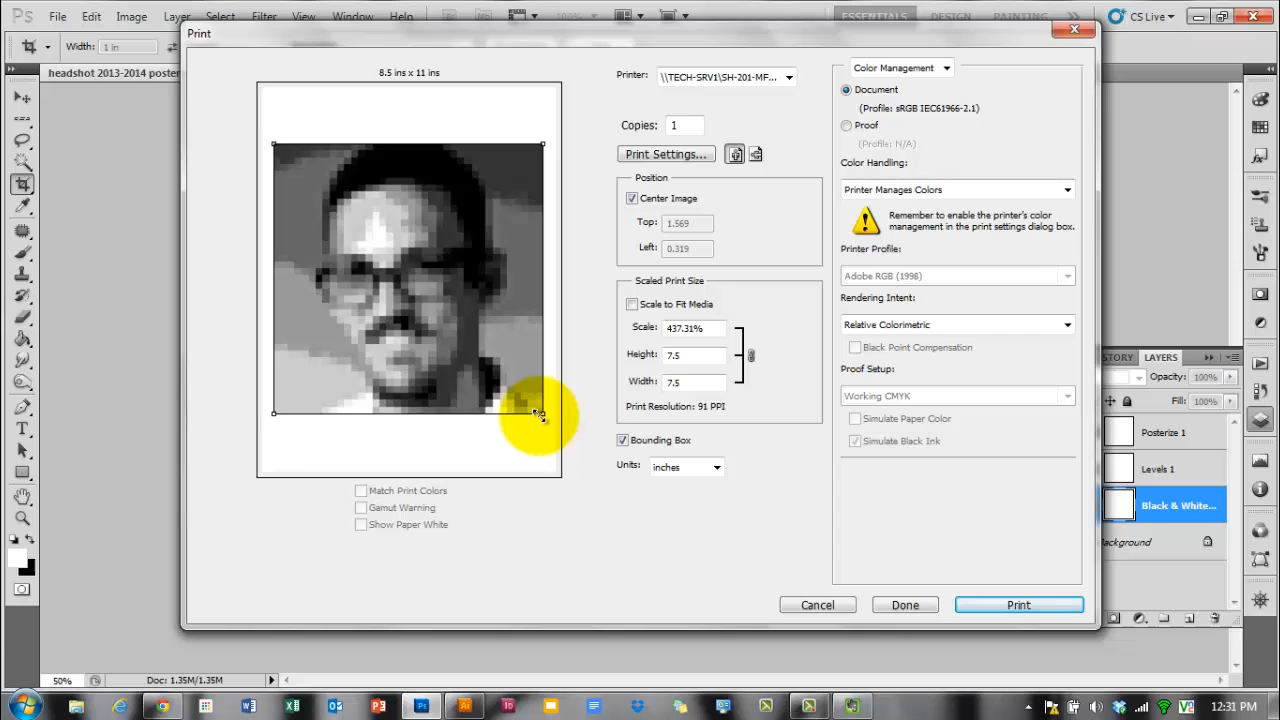 Ps File Edit Image Layer Select Filter View Window Help
100%
ESSENTIALS DESIGN PAINTING CS Live
Width: 1 in
headshot 2013-2014 poster
Print
8.5 ins x 11 ins
Match Print Colors
Gamut Warning
Show Paper White
Printer: \\TECH-SRV1\SH-201-MF...
Copies: 1
Print Settings...
Position
Center Image
Top: 1.569
Left: 0.319
Scaled Print Size
Scale to Fit Media
Scale: 437.31%
Height: 7.5
Width: 7.5
Print Resolution: 91 PPI
Bounding Box
Units: inches
Color Management
Document
(Profile: sRGB IEC61966-2.1)
Proof
(Profile: N/A)
Color Handling:
Printer Manages Colors
Remember to enable the printer's color
management in the print settings dialog box.
Printer Profile:
Adobe RGB (1998)
Rendering Intent:
Relative Colorimetric
Black Point Compensation
Proof Setup:
Working CMYK
Simulate Paper Color
Simulate Black Ink
Cancel Done Print
STORY LAYERS
Opacity: 100%
Fill: 100%
Posterize 1
Levels 1
Black & White...
ackground
50% Doc: 1.35M/1.35M
12:31 PM